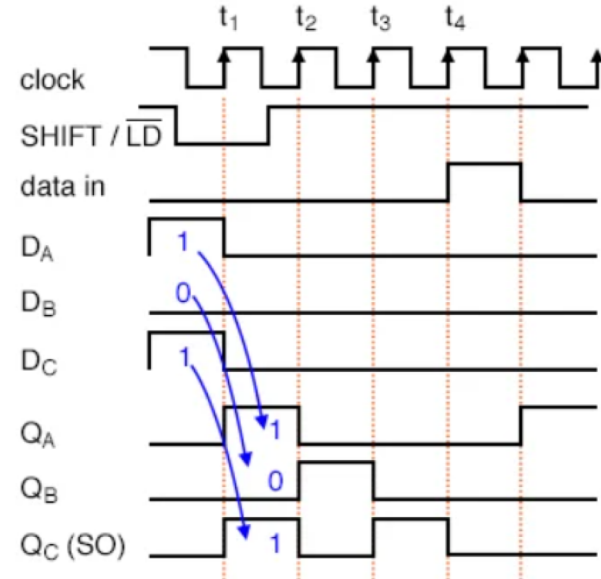 t1 t2 t3 t4
clock
SHIFT / L̅D̅
data in
DA 1
DB 0
DC 1
QA 1
QB 0
QC (SO) 1